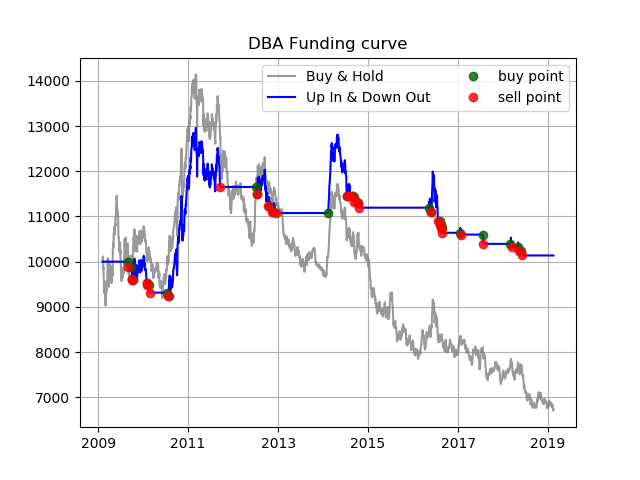 DBA Funding curve
Buy & Hold
Up In & Down Out
buy point
sell point
14000
13000
12000
11000
10000
9000
8000
7000
2009 2011 2013 2015 2017 2019